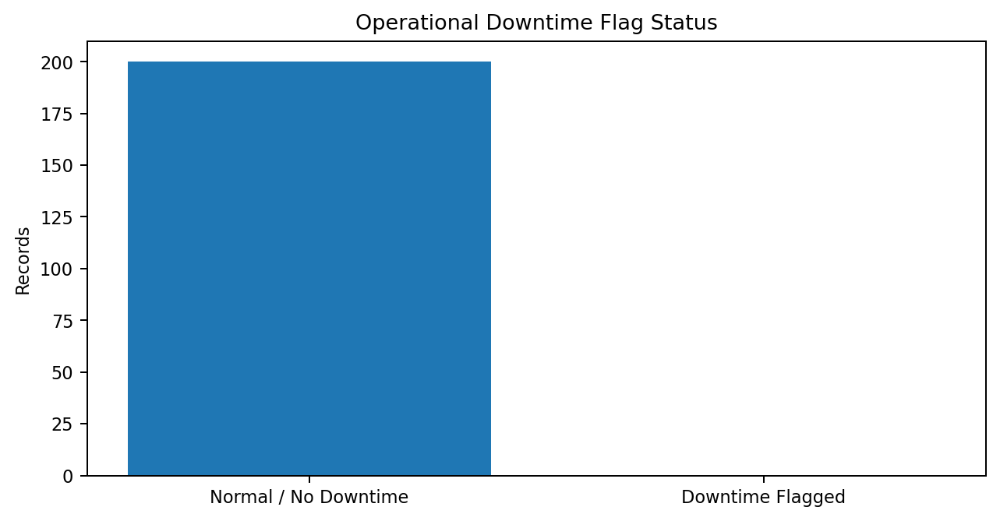 Operational Downtime Flag Status
200
175
150
125
100
75
50
25
0
Records
Normal / No Downtime
Downtime Flagged